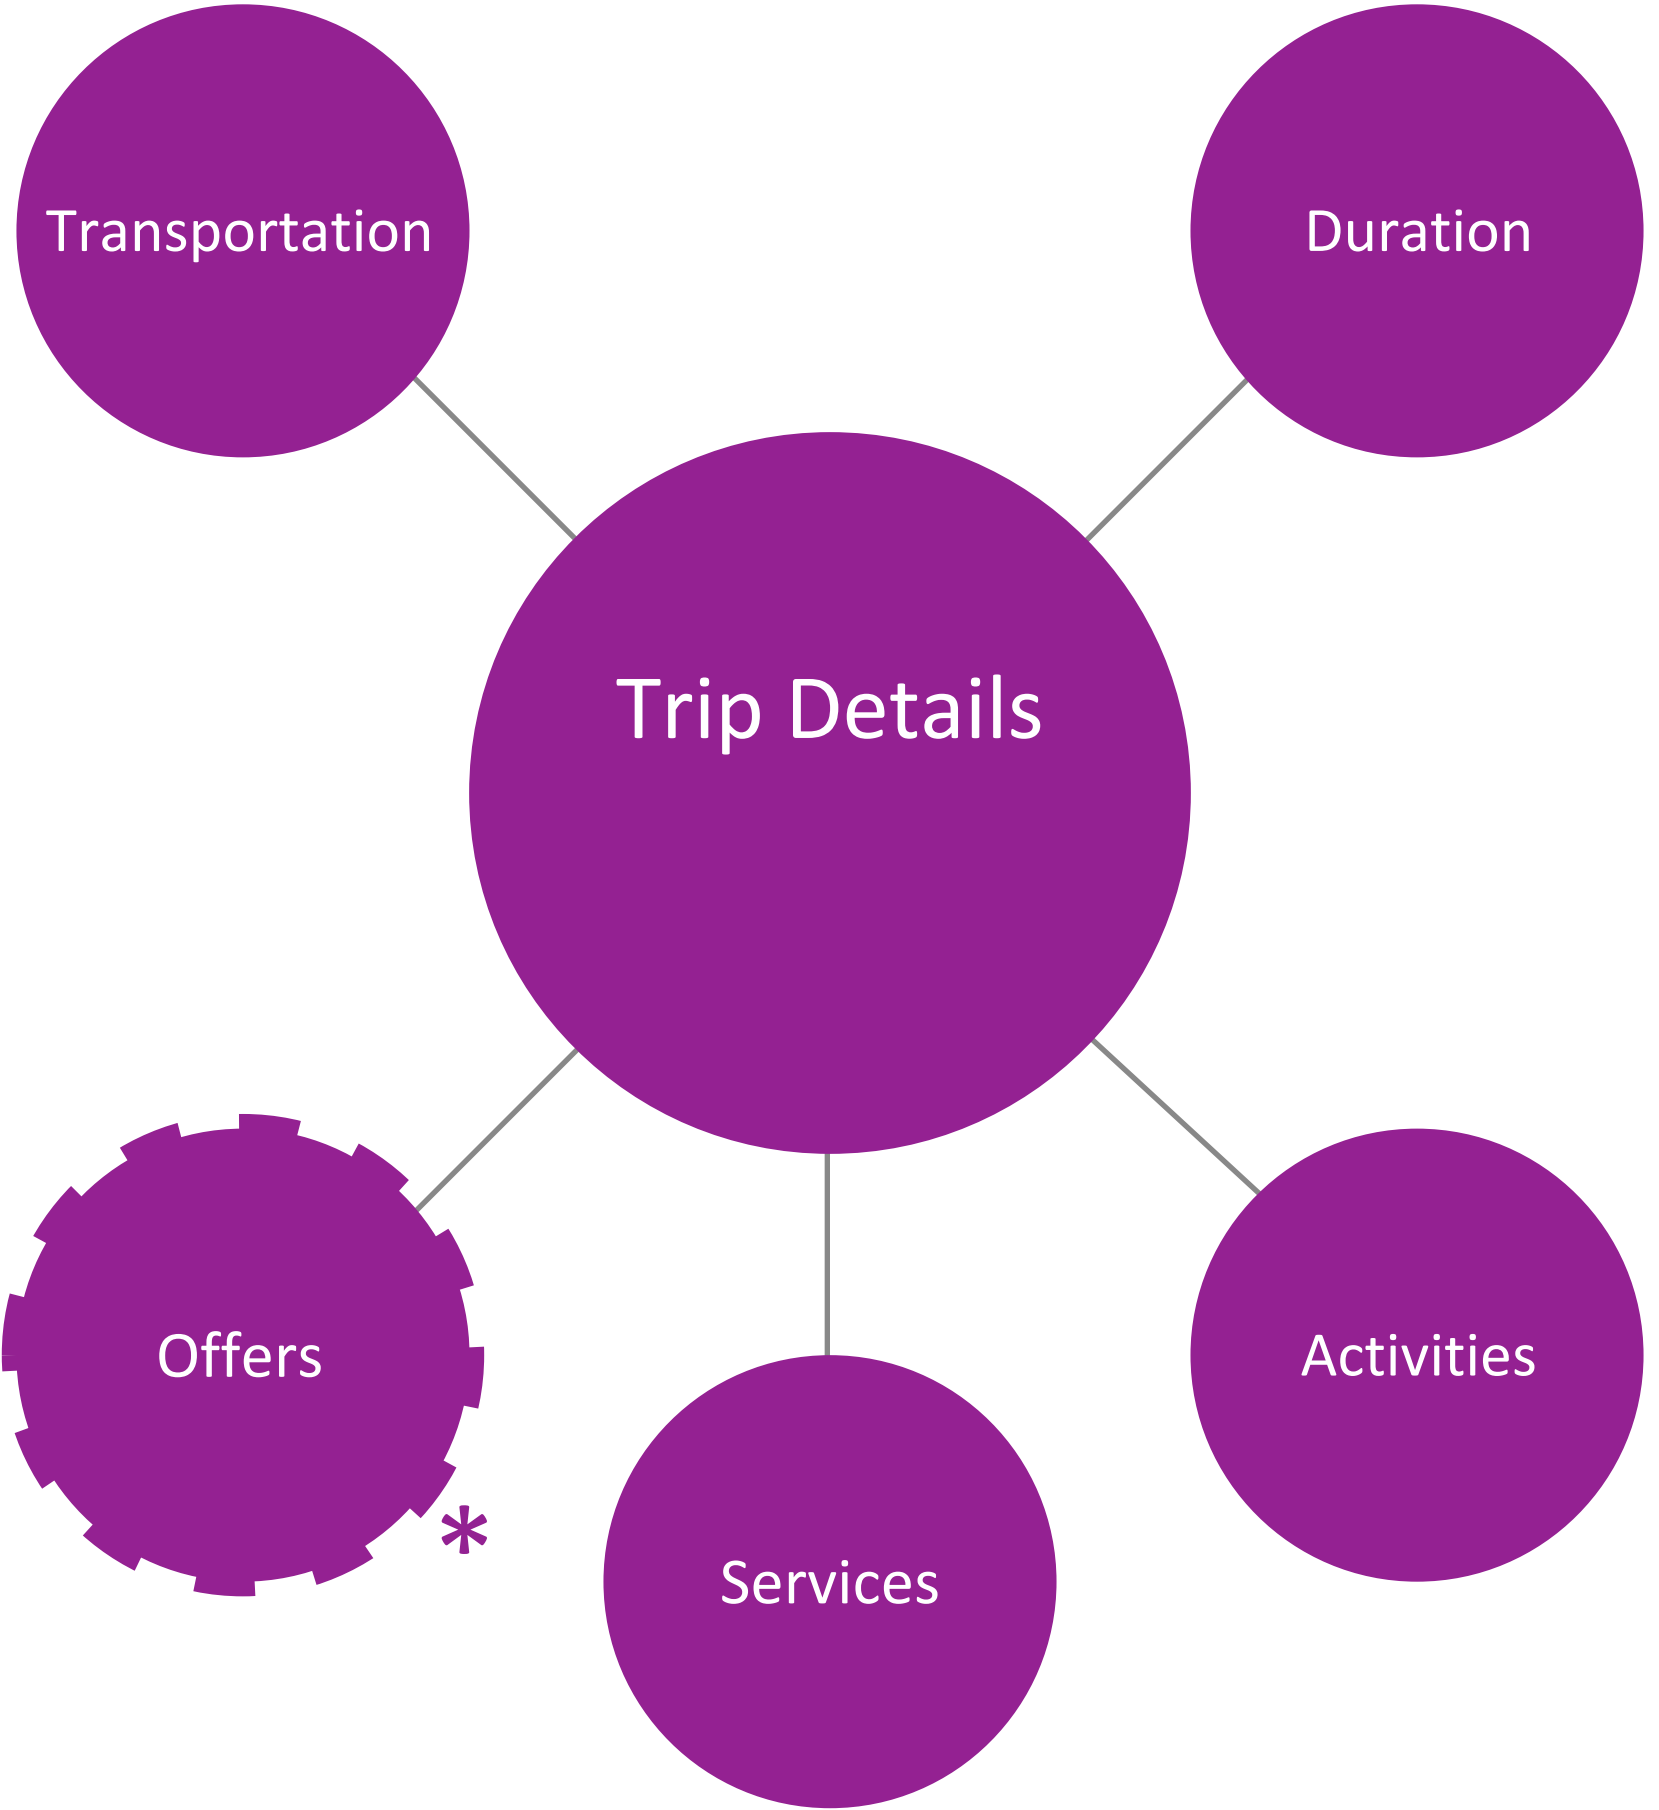 Transportation
Duration
Trip Details
Offers
*
Activities
Services